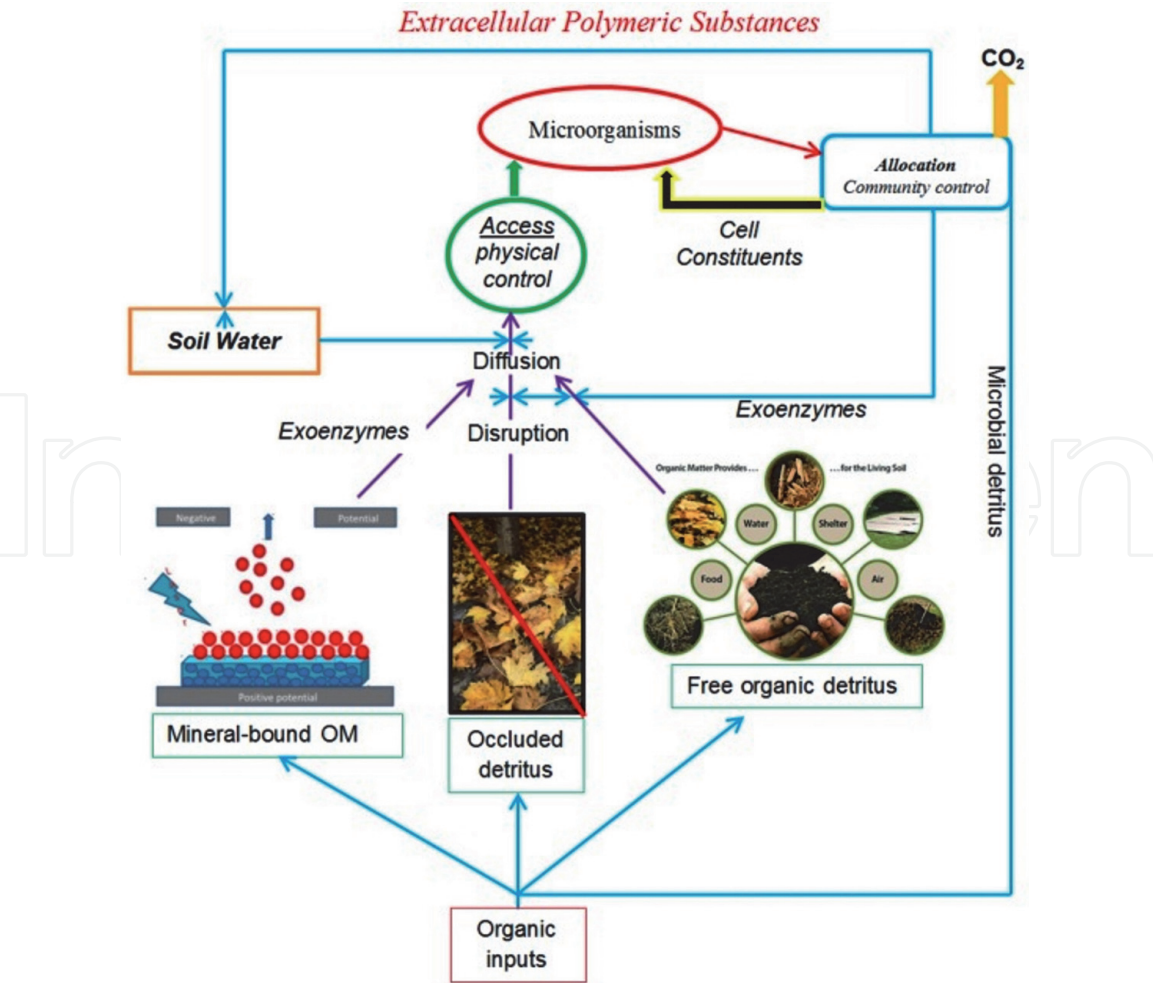 Extracellular Polymeric Substances
CO₂
Microorganisms
Allocation
Community control
Access
physical
control
Cell
Constituents
Soil Water
Diffusion
Exoenzymes
Exoenzymes
Disruption
Microbial detritus
Organic Matter Provides ...
... for the Living Soil
Negative
Potential
Water
Shelter
Food
Air
Positive potential
Free organic detritus
Mineral-bound OM
Occluded
detritus
Organic
inputs